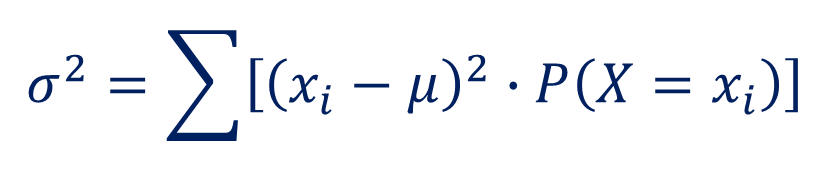 σ² = ∑[(xᵢ − μ)² · P(X = xᵢ)]